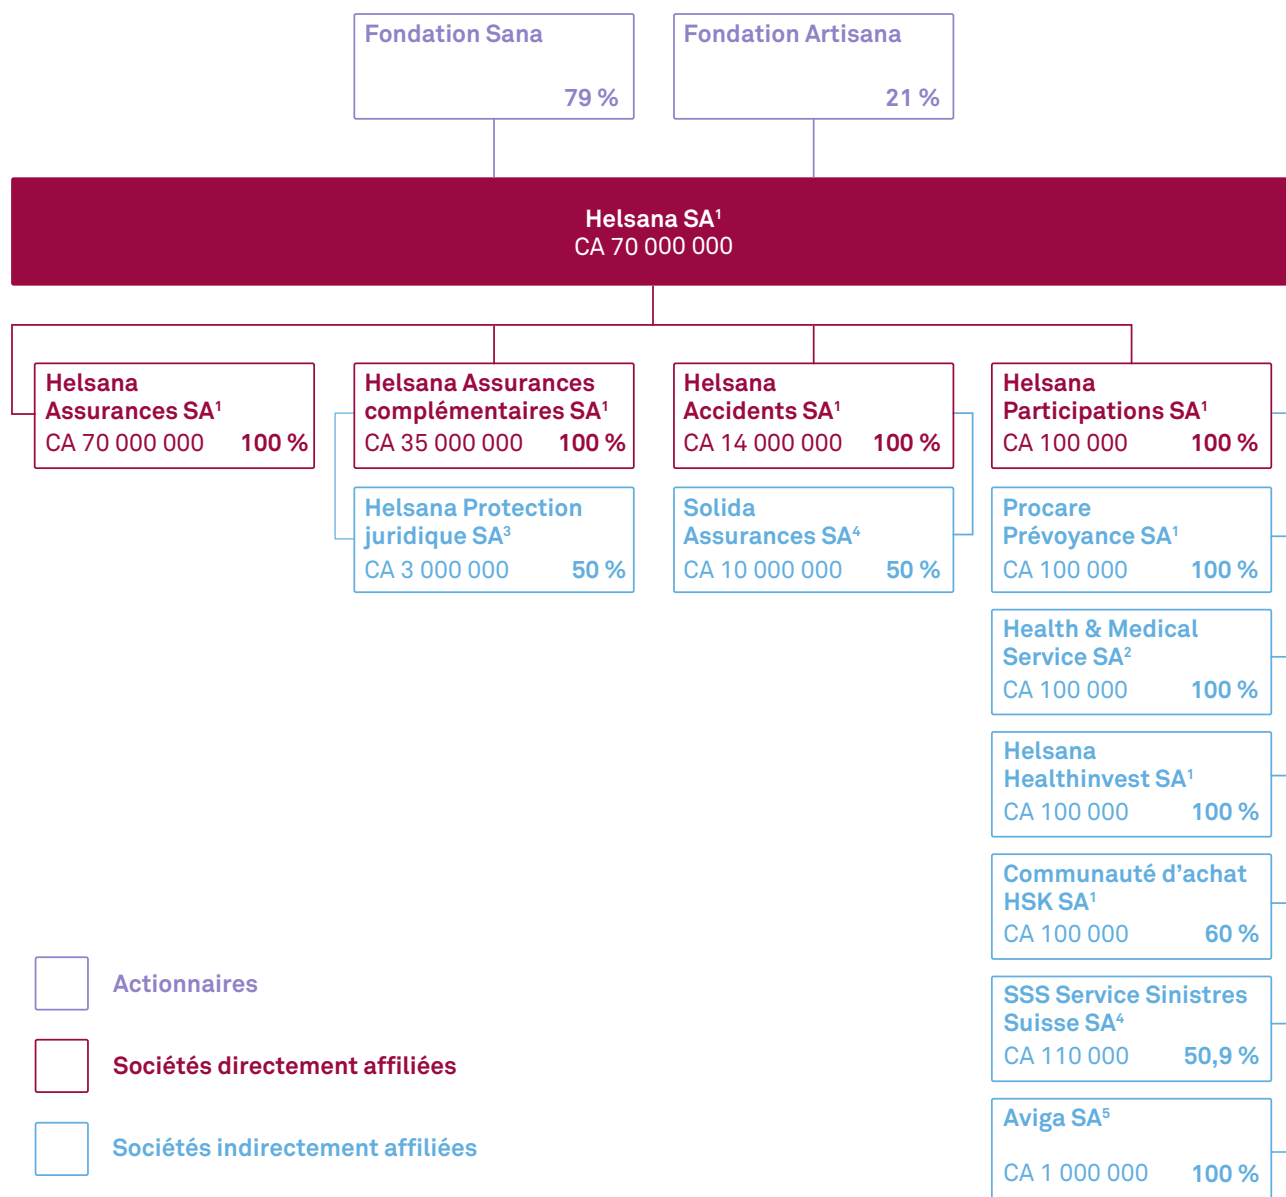 Fondation Sana
79 %
Fondation Artisana
21 %
Helsana SA¹
CA 70 000 000
Helsana
Assurances SA¹
CA 70 000 000 100 %
Helsana Assurances
complémentaires SA¹
CA 35 000 000 100 %
Helsana
Accidents SA¹
CA 14 000 000 100 %
Helsana
Participations SA¹
CA 100 000 100 %
Helsana Protection
juridique SA³
CA 3 000 000 50 %
Solida
Assurances SA⁴
CA 10 000 000 50 %
Procare
Prévoyance SA¹
CA 100 000 100 %
Health & Medical
Service SA²
CA 100 000 100 %
Helsana
Healthinvest SA¹
CA 100 000 100 %
Communauté d’achat
HSK SA¹
CA 100 000 60 %
SSS Service Sinistres
Suisse SA⁴
CA 110 000 50,9 %
Aviga SA⁵
CA 1 000 000 100 %
Actionnaires
Sociétés directement affiliées
Sociétés indirectement affiliées